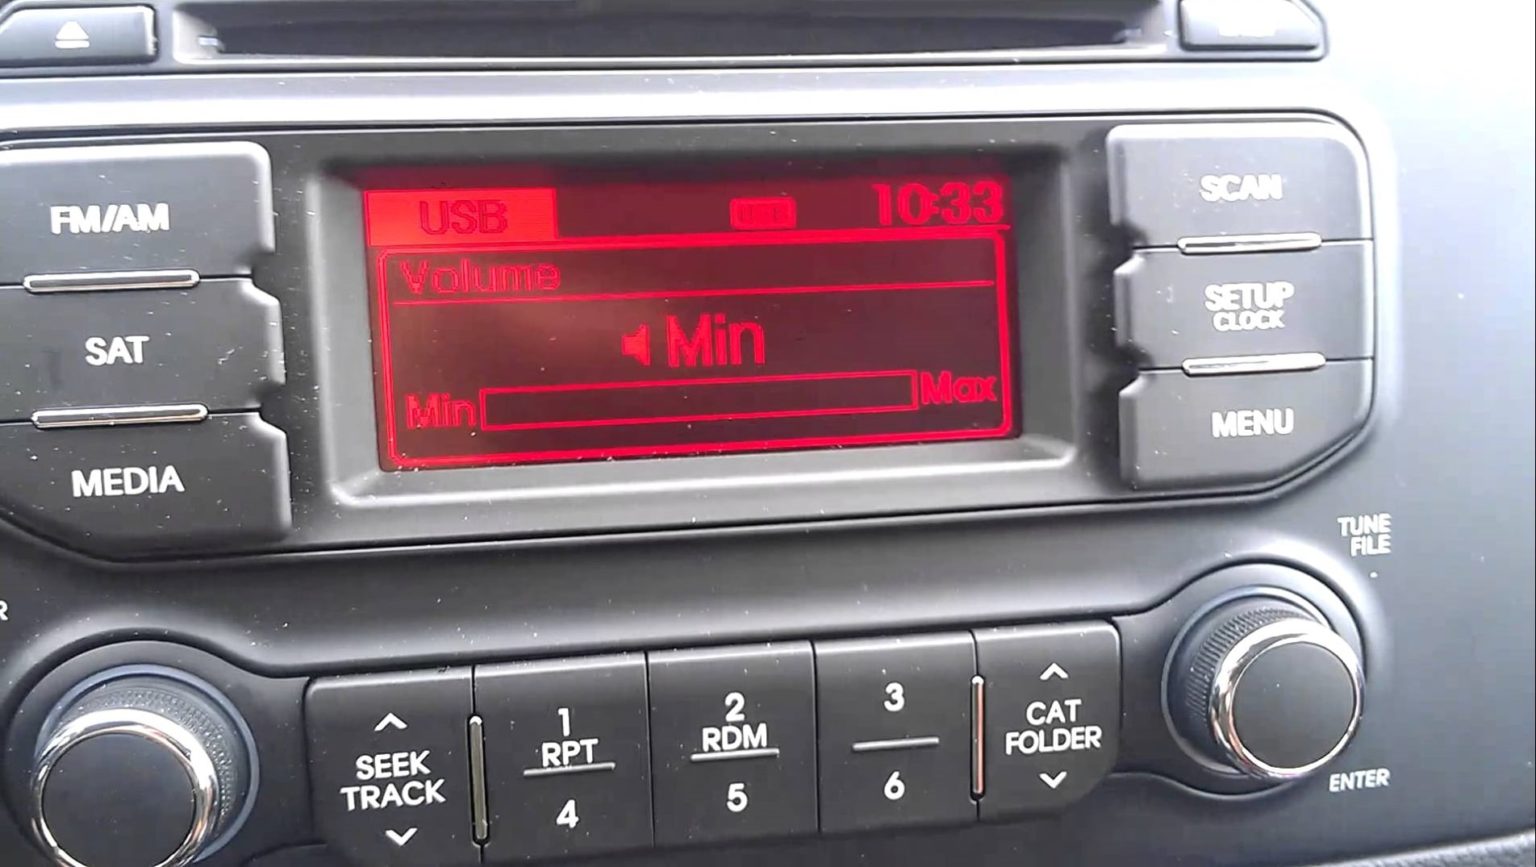 FM/AM
SAT
MEDIA
USB
10:33
Volume
Min
Min
Max
SCAN
SETUP
CLOCK
MENU
TUNE
FILE
R
SEEK
TRACK
1
RPT
4
2
RDM
5
3
6
CAT
FOLDER
ENTER